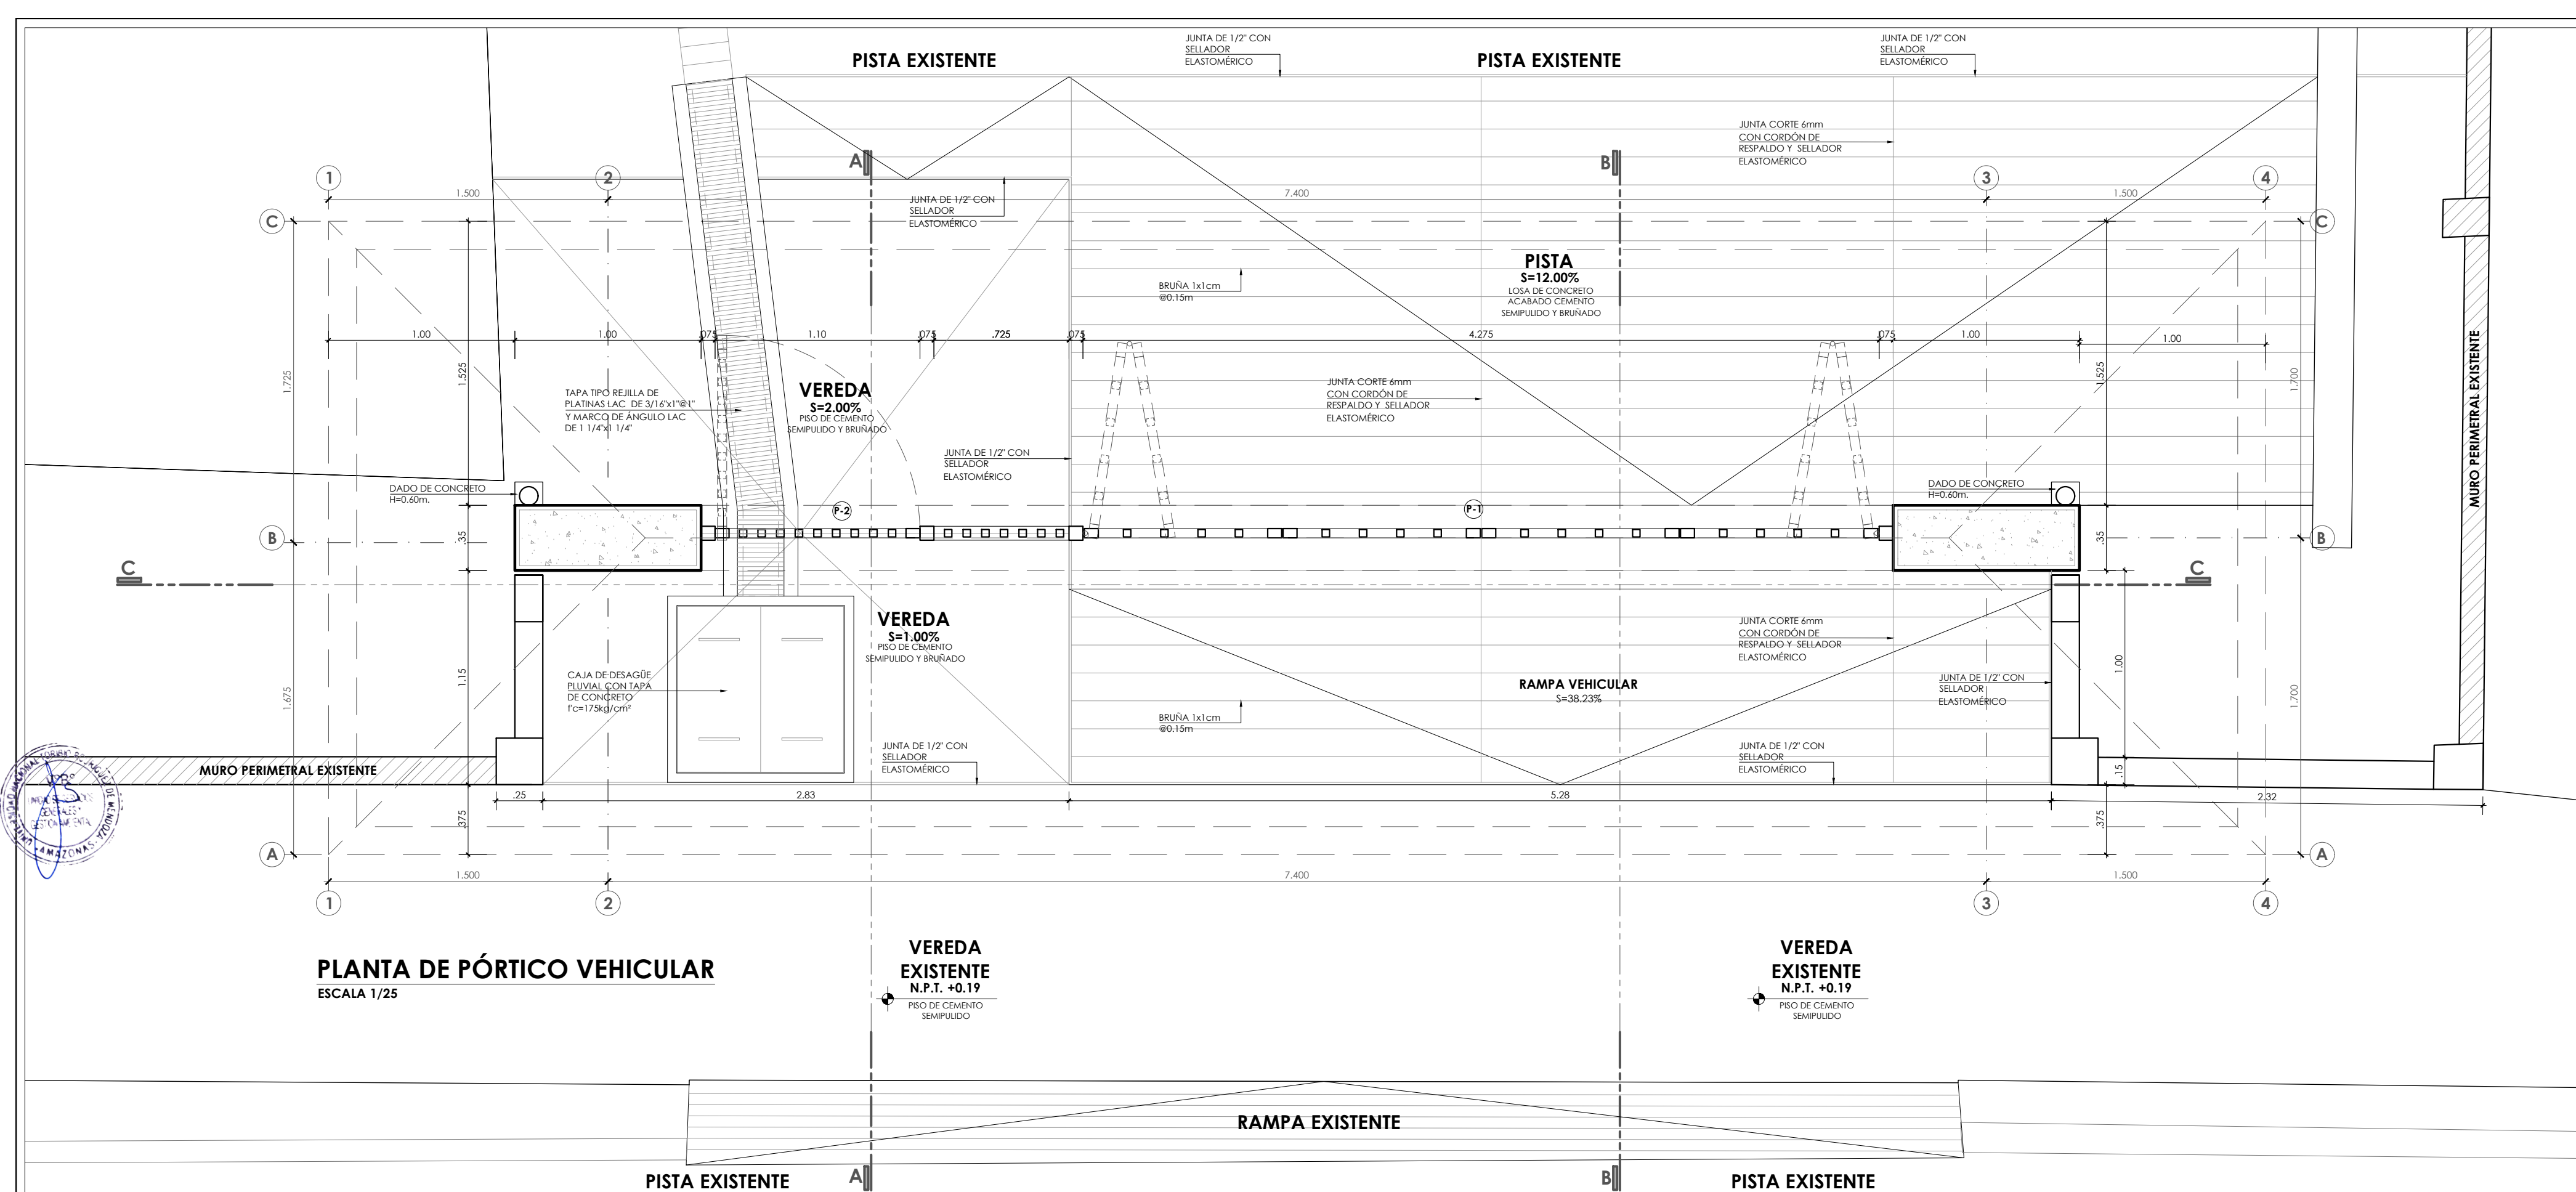 PISTA EXISTENTE
JUNTA DE 1/2" CON
SELLADOR
ELASTOMÉRICO
PISTA EXISTENTE
JUNTA DE 1/2" CON
SELLADOR
ELASTOMÉRICO
JUNTA CORTE 6mm
CON CORDÓN DE
RESPALDO Y SELLADOR
ELASTOMÉRICO
A
B
1
2
3
4
1.500
7.400
1.500
JUNTA DE 1/2" CON
SELLADOR
ELASTOMÉRICO
C
C
PISTA
S=12.00%
LOSA DE CONCRETO
ACABADO CEMENTO
SEMIPULIDO Y BRUÑADO
BRUÑA 1x1cm
@0.15m
1.00
1.00
.075
1.10
.075
.725
.075
4.275
.075
1.00
1.00
1.725
1.525
1.525
1.700
MURO PERIMETRAL EXISTENTE
TAPA TIPO REJILLA DE
PLATINAS LAC DE 3/16"x1"@1"
Y MARCO DE ÁNGULO LAC
DE 1 1/4"x1 1/4"
VEREDA
S=2.00%
PISO DE CEMENTO
SEMIPULIDO Y BRUÑADO
JUNTA CORTE 6mm
CON CORDÓN DE
RESPALDO Y SELLADOR
ELASTOMÉRICO
JUNTA DE 1/2" CON
SELLADOR
ELASTOMÉRICO
DADO DE CONCRETO
H=0.60m.
DADO DE CONCRETO
H=0.60m.
P-2
P-1
B
.35
.35
B
C
C
VEREDA
S=1.00%
PISO DE CEMENTO
SEMIPULIDO Y BRUÑADO
JUNTA CORTE 6mm
CON CORDÓN DE
RESPALDO Y SELLADOR
ELASTOMÉRICO
CAJA DE DESAGÜE
PLUVIAL CON TAPA
DE CONCRETO
f'c=175kg/cm²
RAMPA VEHICULAR
S=38.23%
JUNTA DE 1/2" CON
SELLADOR
ELASTOMÉRICO
1.675
1.15
1.00
1.700
BRUÑA 1x1cm
@0.15m
JUNTA DE 1/2" CON
SELLADOR
ELASTOMÉRICO
JUNTA DE 1/2" CON
SELLADOR
ELASTOMÉRICO
MURO PERIMETRAL EXISTENTE
.15
.25
2.83
5.28
2.32
.375
.375
A
A
1.500
7.400
1.500
1
2
3
4
AMAZONAS
PLANTA DE PÓRTICO VEHICULAR
ESCALA 1/25
VEREDA
EXISTENTE
N.P.T. +0.19
PISO DE CEMENTO
SEMIPULIDO
VEREDA
EXISTENTE
N.P.T. +0.19
PISO DE CEMENTO
SEMIPULIDO
RAMPA EXISTENTE
PISTA EXISTENTE
A
B
PISTA EXISTENTE